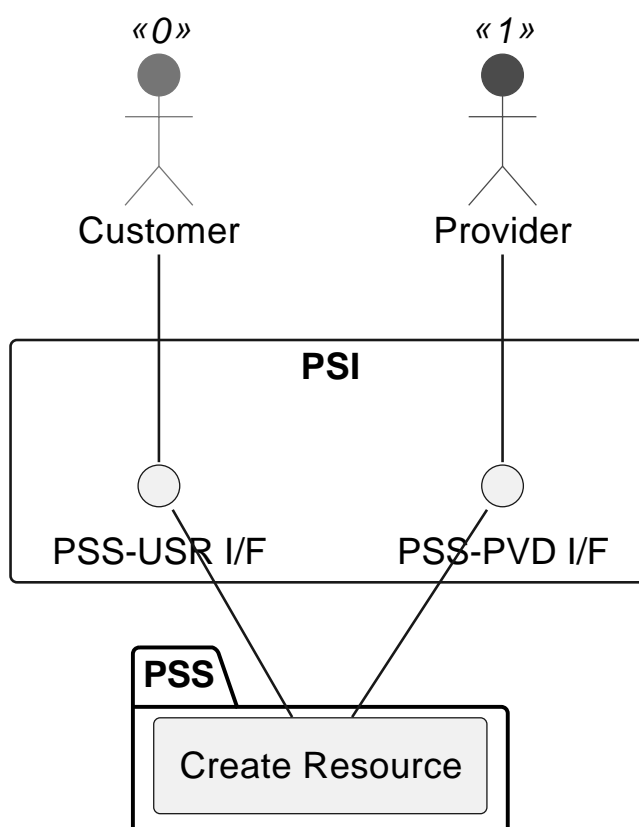 «0» «1»
Customer Provider
PSI
PSS-USR I/F PSS-PVD I/F
PSS
Create Resource